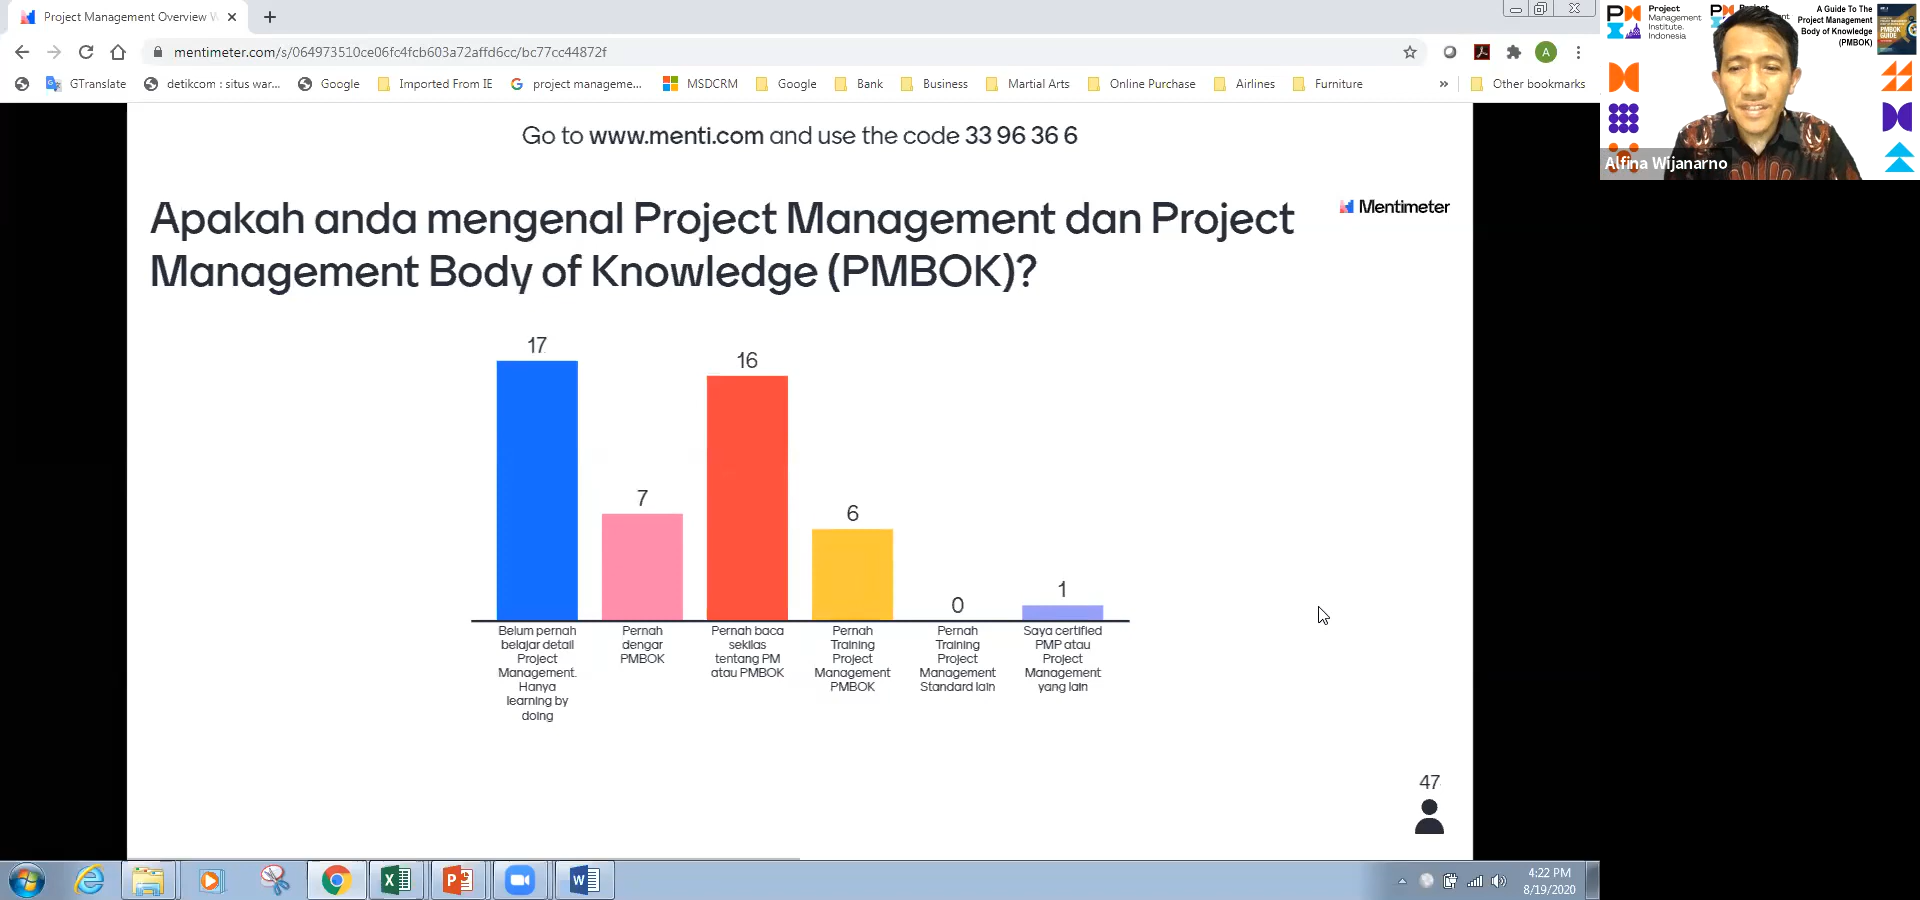 Project Management Overview W
mentimeter.com/s/064973510ce06fc4fcb603a72affd6cc/bc77cc44872f
A
GTranslate
detikcom : situs war...
Google
Imported From IE
project manageme...
MSDCRM
Google
Bank
Business
Martial Arts
Online Purchase
Airlines
Furniture
»
Other bookmarks
Go to www.menti.com and use the code 33 96 36 6
Apakah anda mengenal Project Management dan Project
Management Body of Knowledge (PMBOK)?
Mentimeter
17
7
16
6
0
1
Belum pernah
belajar detail
Project
Management.
Hanya
learning by
doing
Pernah
dengar
PMBOK
Pernah baca
sekilas
tentang PM
atau PMBOK
Pernah
Training
Project
Management
PMBOK
Pernah
Training
Project
Management
Standard lain
Saya certified
PMP atau
Project
Management
yang lain
47
Project
Management
Institute.
Indonesia
A Guide To The
Project Management
Body of Knowledge
(PMBOK)
PMBOK
GUIDE
Alfina Wijanarno
4:22 PM
8/19/2020